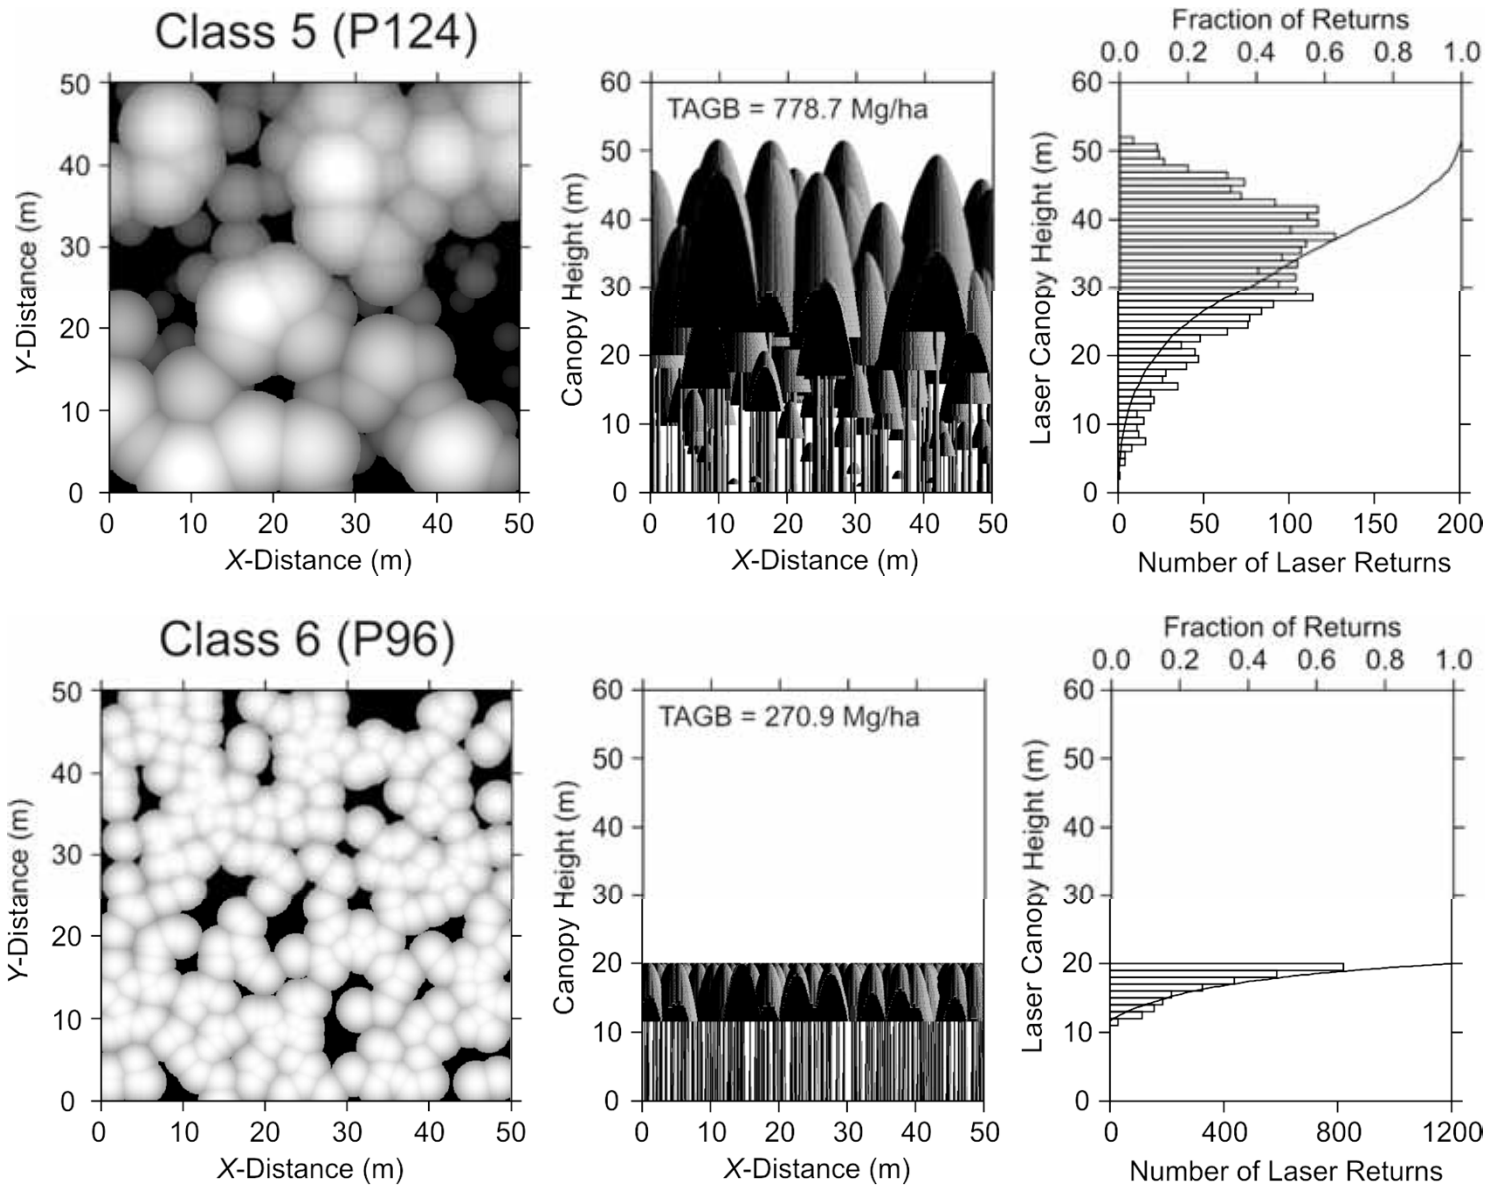 Class 5 (P124)
50
40
30
20
10
0
Y-Distance (m)
0 10 20 30 40 50
X-Distance (m)
TAGB = 778.7 Mg/ha
60
50
40
30
20
10
0
Canopy Height (m)
0 10 20 30 40 50
X-Distance (m)
Fraction of Returns
0.0 0.2 0.4 0.6 0.8 1.0
60
50
40
30
20
10
0
Laser Canopy Height (m)
0 50 100 150 200
Number of Laser Returns
Class 6 (P96)
50
40
30
20
10
0
Y-Distance (m)
0 10 20 30 40 50
X-Distance (m)
TAGB = 270.9 Mg/ha
60
50
40
30
20
10
0
Canopy Height (m)
0 10 20 30 40 50
X-Distance (m)
Fraction of Returns
0.0 0.2 0.4 0.6 0.8 1.0
60
50
40
30
20
10
0
Laser Canopy Height (m)
0 400 800 1200
Number of Laser Returns